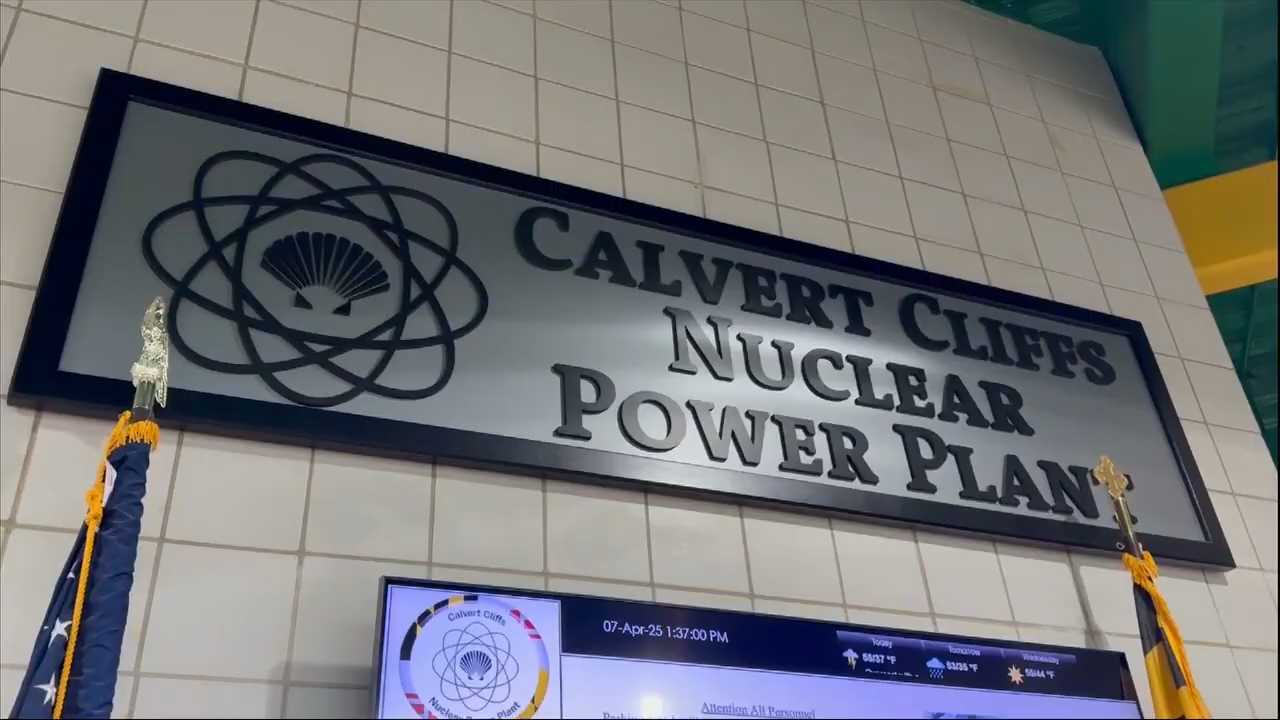 CALVERT CLIFFS
NUCLEAR
POWER PLANT
Calvert Cliffs
07-Apr-25 1:37:00 PM
Today
Tomorrow
Wednesday
Attention All Personnel